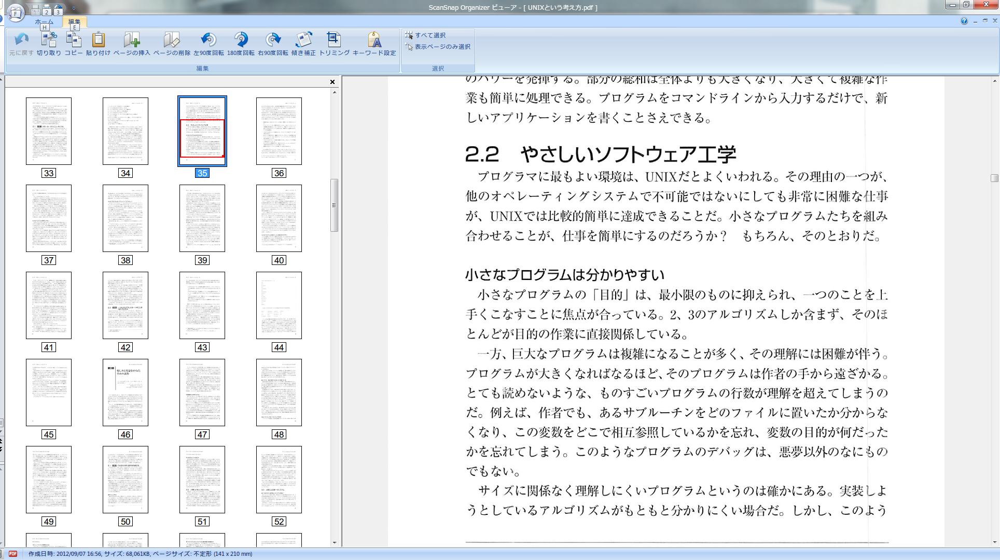 ScanSnap Organizer ビューア - [ UNIXという考え方.pdf ]
F
2
3
ホーム
編集
H
E
元に戻す
切り取り
コピー
貼り付け
ページの挿入
ページの削除
左90度回転
180度回転
右90度回転
傾き補正
トリミング
キーワード設定
編集
すべて選択
表示ページのみ選択
選択
33
34
35
36
37
38
39
40
41
42
43
44
45
46
47
48
49
50
51
52
のパワーを発揮する。部分の総和は全体よりも大きくなり、大きくて複雑な作
業も簡単に処理できる。プログラムをコマンドラインから入力するだけで、新
しいアプリケーションを書くことさえできる。
2.2 やさしいソフトウェア工学
プログラマに最もよい環境は、UNIXだとよくいわれる。その理由の一つが、
他のオペレーティングシステムで不可能ではないにしても非常に困難な仕事
が、UNIXでは比較的簡単に達成できることだ。小さなプログラムたちを組み
合わせることが、仕事を簡単にするのだろうか？ もちろん、そのとおりだ。
小さなプログラムは分かりやすい
小さなプログラムの「目的」は、最小限のものに抑えられ、一つのことを上
手くこなすことに焦点が合っている。2、3のアルゴリズムしか含まず、そのほ
とんどが目的の作業に直接関係している。
一方、巨大なプログラムは複雑になることが多く、その理解には困難が伴う。
プログラムが大きくなればなるほど、そのプログラムは作者の手から遠ざかる。
とても読めないような、ものすごいプログラムの行数が理解を超えてしまうの
だ。例えば、作者でも、あるサブルーチンをどのファイルに置いたか分からな
くなり、この変数をどこで相互参照しているかを忘れ、変数の目的が何だった
かを忘れてしまう。このようなプログラムのデバッグは、悪夢以外のなにもの
でもない。
サイズに関係なく理解しにくいプログラムというのは確かにある。実装しよ
うとしているアルゴリズムがもともと分かりにくい場合だ。しかし、このよう
PDF
作成日時: 2012/09/07 16:56, サイズ: 68,061KB, ページサイズ: 不定形 (141 x 210 mm)